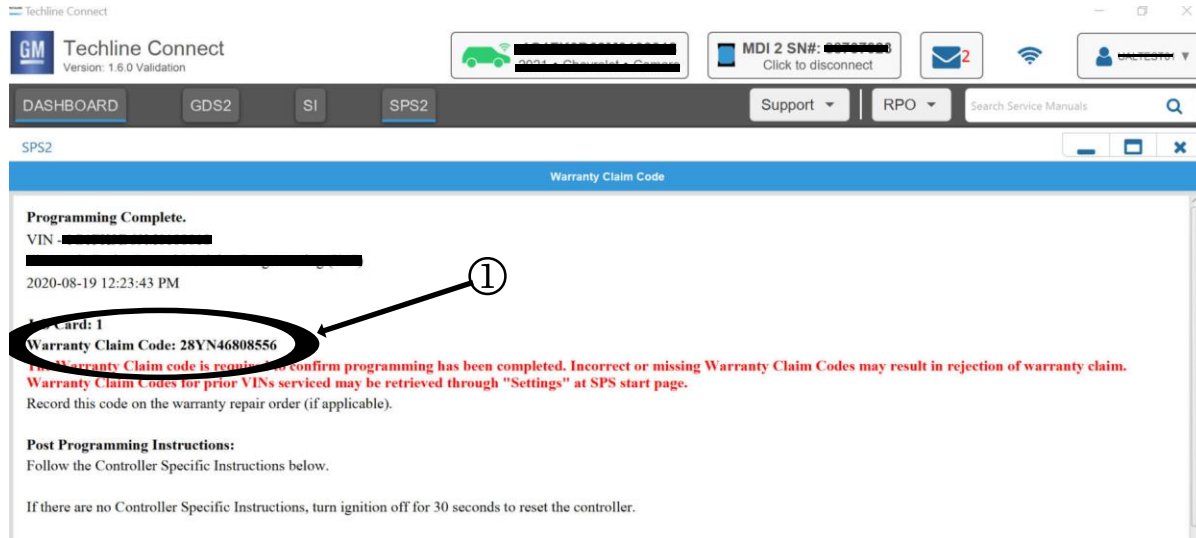 Techline Connect
GM
Techline Connect
Version: 1.6.0 Validation
2021 • Chevrolet • Camaro
MDI 2 SN#:
Click to disconnect
2
DASHBOARD
GDS2
SI
SPS2
Support
RPO
Search Service Manuals
SPS2
Warranty Claim Code
Programming Complete.
VIN -
2020-08-19 12:23:43 PM
1
Card: 1
Warranty Claim Code: 28YN46808556
The Warranty Claim code is required to confirm programming has been completed. Incorrect or missing Warranty Claim Codes may result in rejection of warranty claim.
Warranty Claim Codes for prior VINs serviced may be retrieved through "Settings" at SPS start page.
Record this code on the warranty repair order (if applicable).
Post Programming Instructions:
Follow the Controller Specific Instructions below.
If there are no Controller Specific Instructions, turn ignition off for 30 seconds to reset the controller.